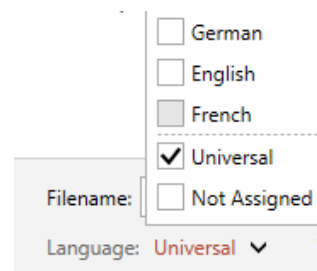 German
English
French
Universal
Filename:
Not Assigned
Language: Universal